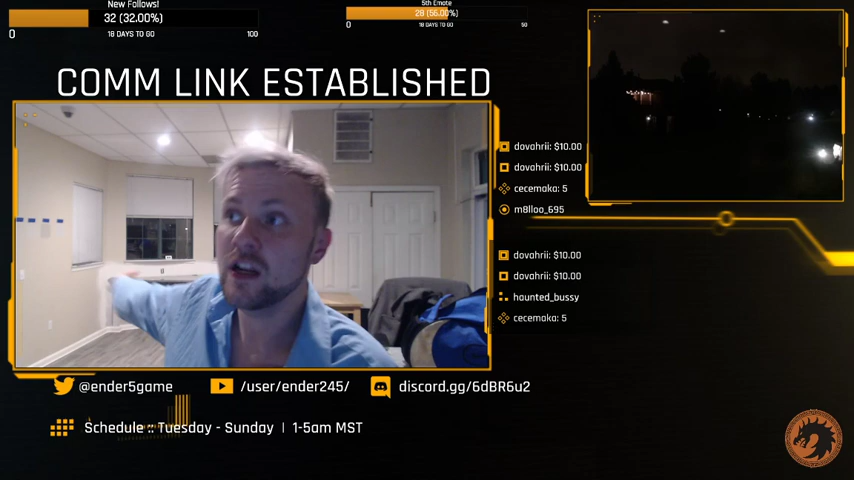 New Follows!
32 (32.00%)
0
18 DAYS TO GO
100
5th Emote
28 (56.00%)
0
18 DAYS TO GO
50
COMM LINK ESTABLISHED
dovahrii: $10.00
dovahrii: $10.00
cecemaka: 5
m8lloo_695
dovahrii: $10.00
dovahrii: $10.00
haunted_bussy
cecemaka: 5
@ender5game
/user/ender245/
discord.gg/6dBR6u2
Schedule :: Tuesday - Sunday | 1-5am MST